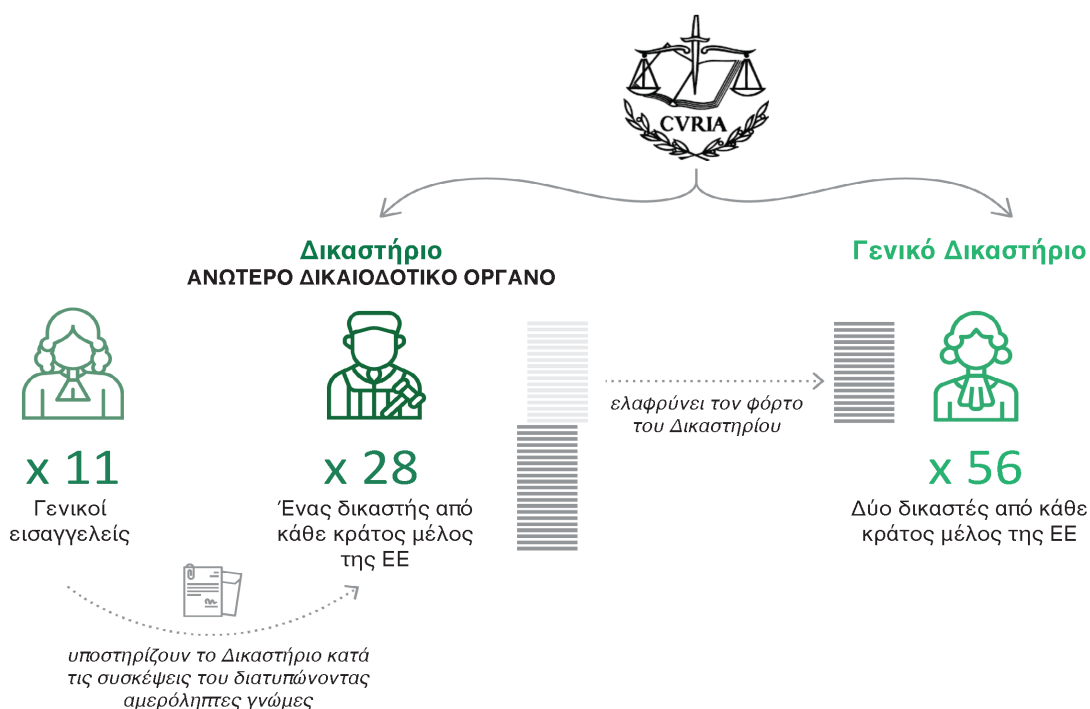 CVRIA
Δικαστήριο
ΑΝΩΤΕΡΟ ΔΙΚΑΙΟΔΟΤΙΚΟ ΟΡΓΑΝΟ
Γενικό Δικαστήριο
x 11
Γενικοί
εισαγγελείς
x 28
Ένας δικαστής από
κάθε κράτος μέλος
της ΕΕ
ελαφρύνει τον φόρτο
του Δικαστηρίου
x 56
Δύο δικαστές από κάθε
κράτος μέλος της ΕΕ
υποστηρίζουν το Δικαστήριο κατά
τις συσκέψεις του διατυπώνοντας
αμερόληπτες γνώμες